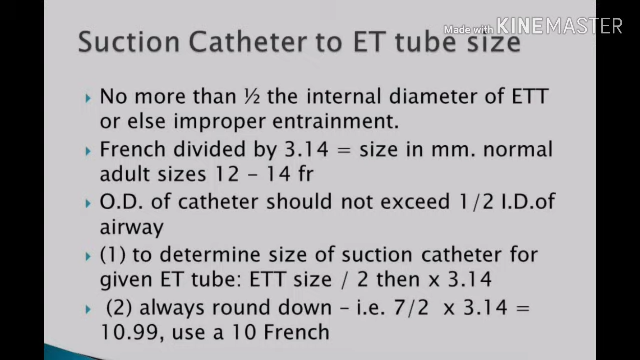 Made with KINEMASTER
Suction Catheter to ET tube size
No more than ½ the internal diameter of ETT
or else improper entrainment.
French divided by 3.14 = size in mm. normal
adult sizes 12 – 14 fr
O.D. of catheter should not exceed 1/2 I.D.of
airway
(1) to determine size of suction catheter for
given ET tube: ETT size / 2 then x 3.14
(2) always round down – i.e. 7/2 x 3.14 =
10.99, use a 10 French